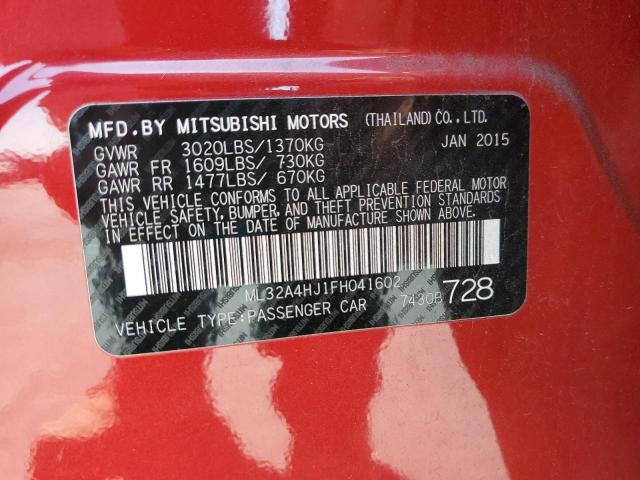 MFD.BY MITSUBISHI MOTORS (THAILAND) CO., LTD.
GVWR 3020LBS/1370KG JAN 2015
GAWR FR 1609LBS/ 730KG
GAWR RR 1477LBS/ 670KG
THIS VEHICLE CONFORMS TO ALL APPLICABLE FEDERAL MOTOR
VEHICLE SAFETY, BUMPER, AND THEFT PREVENTION STANDARDS
IN EFFECT ON THE DATE OF MANUFACTURE SHOWN ABOVE.
ML32A4HJ1FH041602
VEHICLE TYPE:PASSENGER CAR 7430B 728